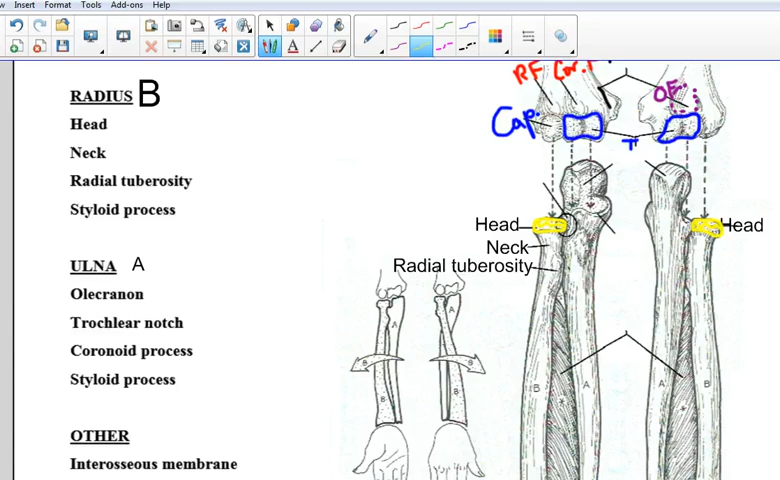 Insert Format Tools Add-ons Help
RF Cor.F
OF
RADIUS B
Cap.
Head
T
Neck
Radial tuberosity
Styloid process
Head Head
Neck
Radial tuberosity
ULNA A
Olecranon
Trochlear notch
Coronoid process
Styloid process
A A
B B
B A A B
B B
OTHER
Interosseous membrane